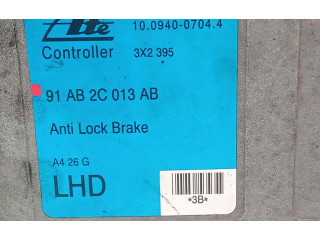 Ate
10.0940-0704.4
Controller 3X2 395
91 AB 2C 013 AB
Anti Lock Brake
A4 26 G
LHD
*3B*